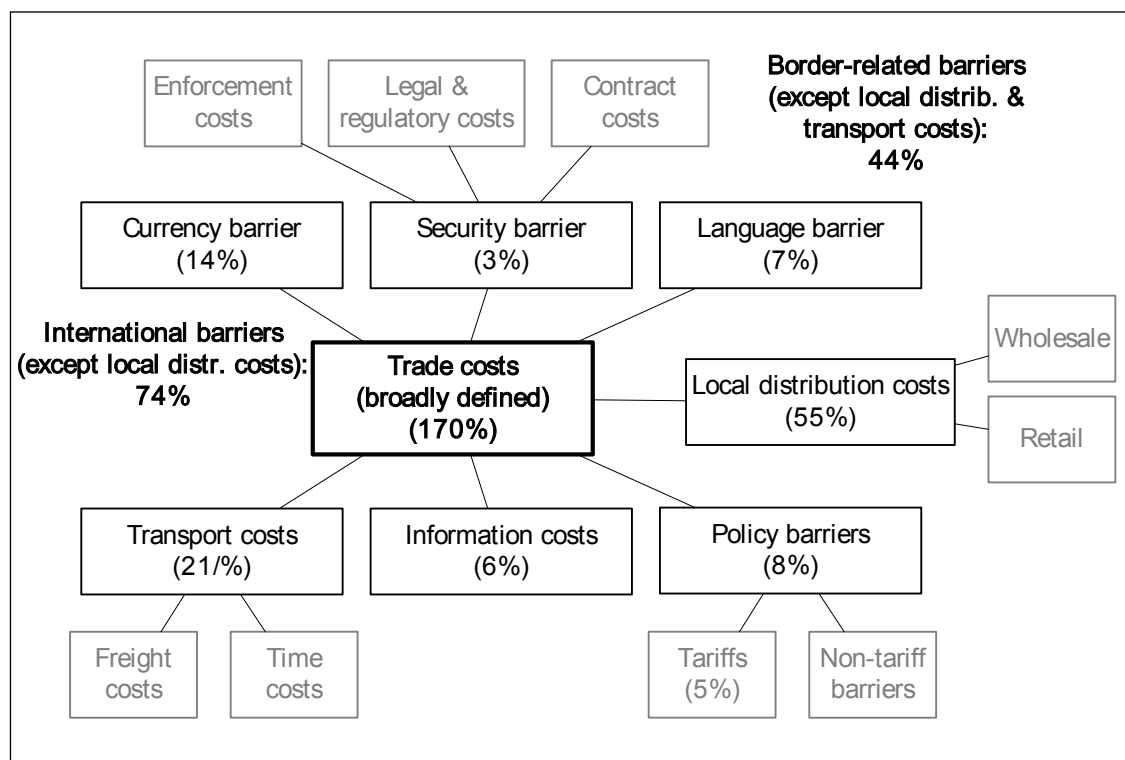 Enforcement
costs
Legal &
regulatory costs
Contract
costs
Border-related barriers
(except local distrib. &
transport costs):
44%
Currency barrier
(14%)
Security barrier
(3%)
Language barrier
(7%)
International barriers
(except local distr. costs):
74%
Trade costs
(broadly defined)
(170%)
Local distribution costs
(55%)
Wholesale
Retail
Transport costs
(21/%)
Information costs
(6%)
Policy barriers
(8%)
Freight
costs
Time
costs
Tariffs
(5%)
Non-tariff
barriers